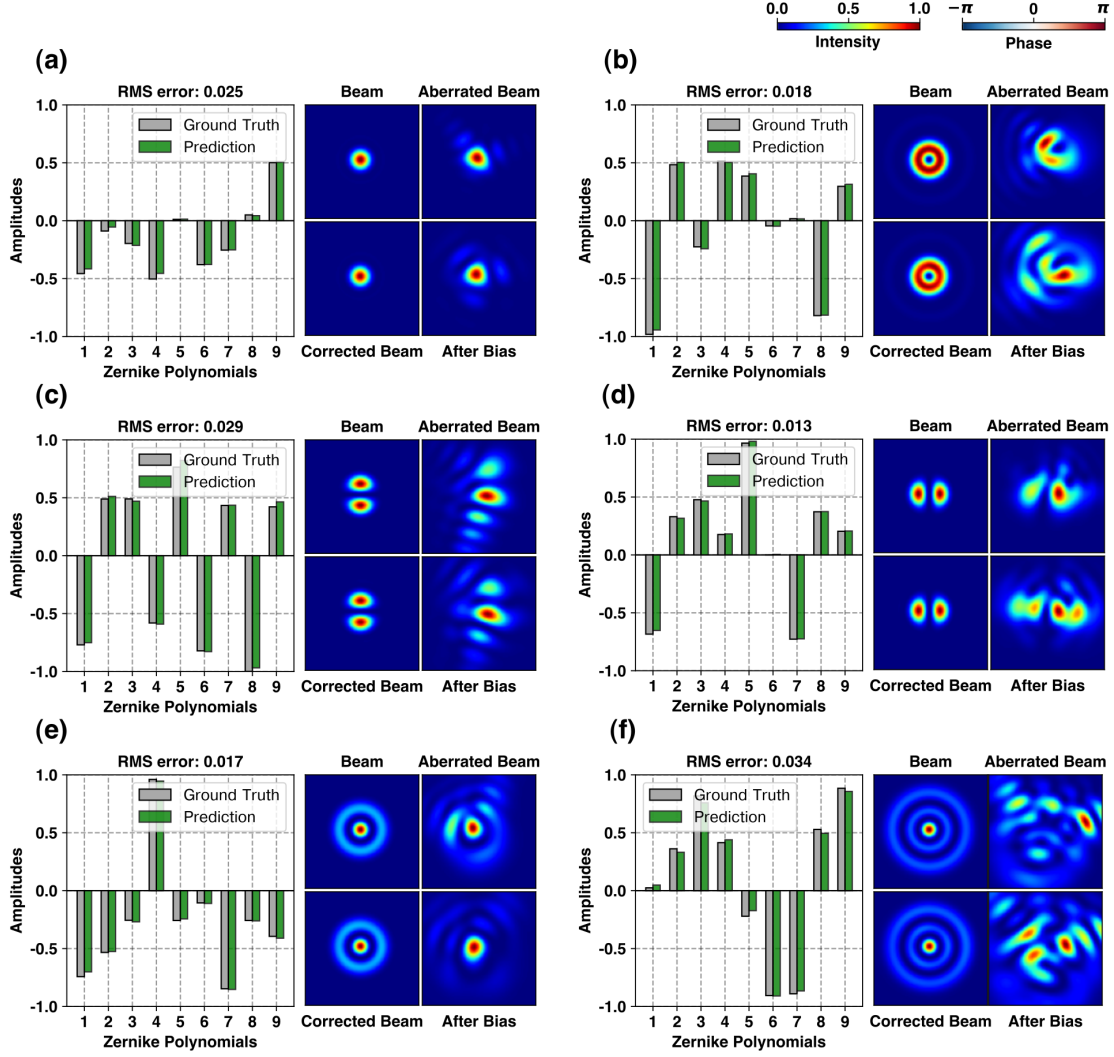 0.0 0.5 1.0 −π 0 π
Intensity Phase
(a) (b)
RMS error: 0.025 Beam Aberrated Beam RMS error: 0.018 Beam Aberrated Beam
1.0 1.0
Ground Truth Ground Truth
Prediction Prediction
0.5 0.5
Amplitudes Amplitudes
0.0 0.0
-0.5 -0.5
-1.0 -1.0
1 2 3 4 5 6 7 8 9 Corrected Beam After Bias 1 2 3 4 5 6 7 8 9 Corrected Beam After Bias
Zernike Polynomials Zernike Polynomials
(c) (d)
RMS error: 0.029 Beam Aberrated Beam RMS error: 0.013 Beam Aberrated Beam
1.0 1.0
Ground Truth Ground Truth
Prediction Prediction
0.5 0.5
Amplitudes Amplitudes
0.0 0.0
-0.5 -0.5
-1.0 -1.0
1 2 3 4 5 6 7 8 9 Corrected Beam After Bias 1 2 3 4 5 6 7 8 9 Corrected Beam After Bias
Zernike Polynomials Zernike Polynomials
(e) (f)
RMS error: 0.017 Beam Aberrated Beam RMS error: 0.034 Beam Aberrated Beam
1.0 1.0
Ground Truth Ground Truth
Prediction Prediction
0.5 0.5
Amplitudes Amplitudes
0.0 0.0
-0.5 -0.5
-1.0 -1.0
1 2 3 4 5 6 7 8 9 Corrected Beam After Bias 1 2 3 4 5 6 7 8 9 Corrected Beam After Bias
Zernike Polynomials Zernike Polynomials